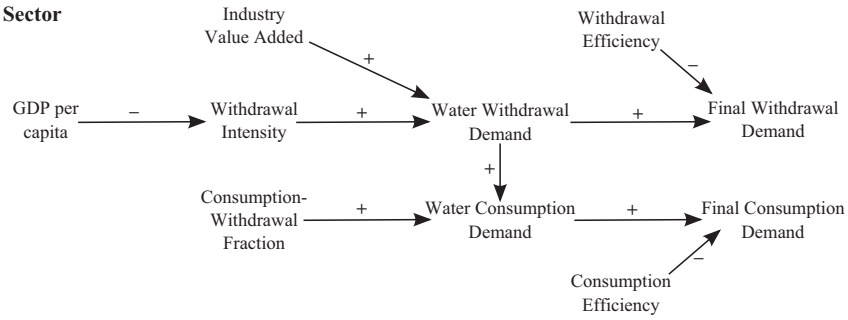 Sector
Industry
Value Added
Withdrawal
Efficiency
+
−
GDP per
capita
−
Withdrawal
Intensity
+
Water Withdrawal
Demand
+
Final Withdrawal
Demand
+
Consumption-
Withdrawal
Fraction
+
Water Consumption
Demand
+
Final Consumption
Demand
−
Consumption
Efficiency